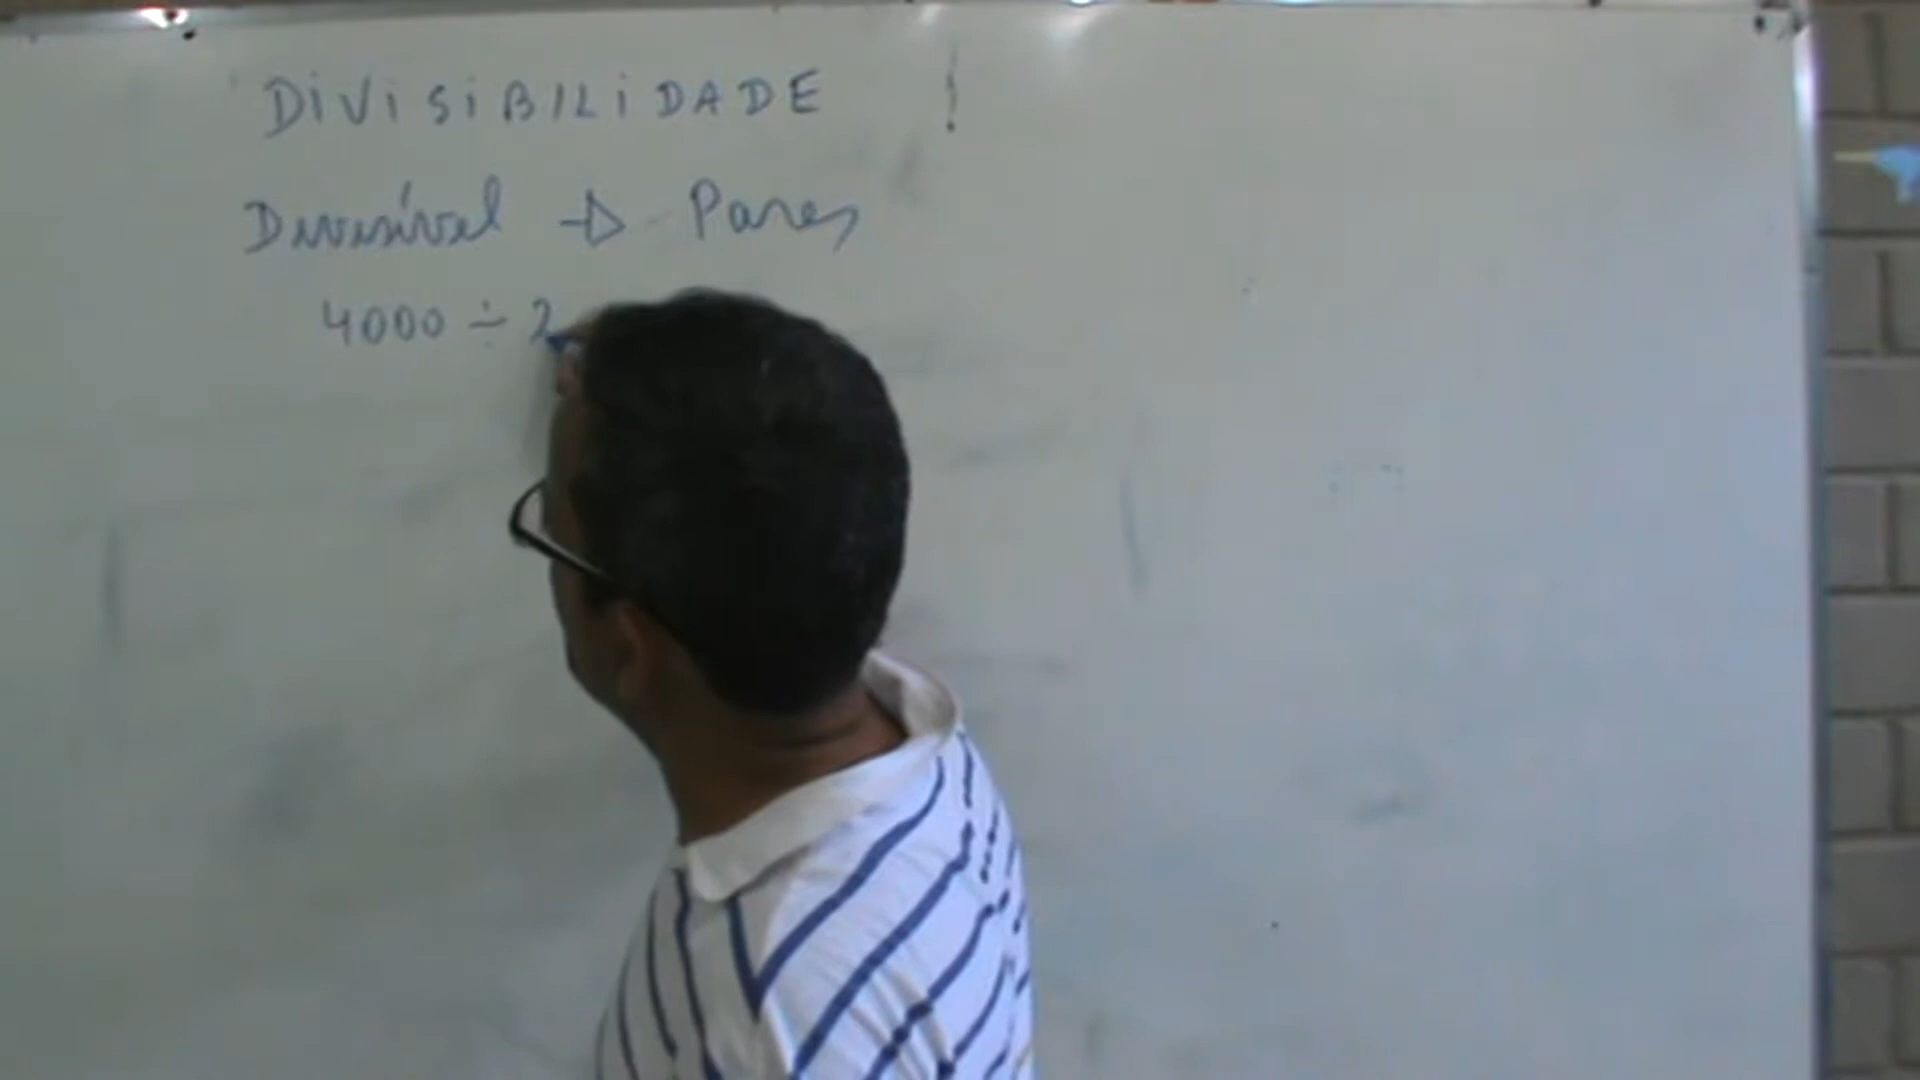 DIVISIBILIDADE !
Divisível → Pares
4000 ÷ 2